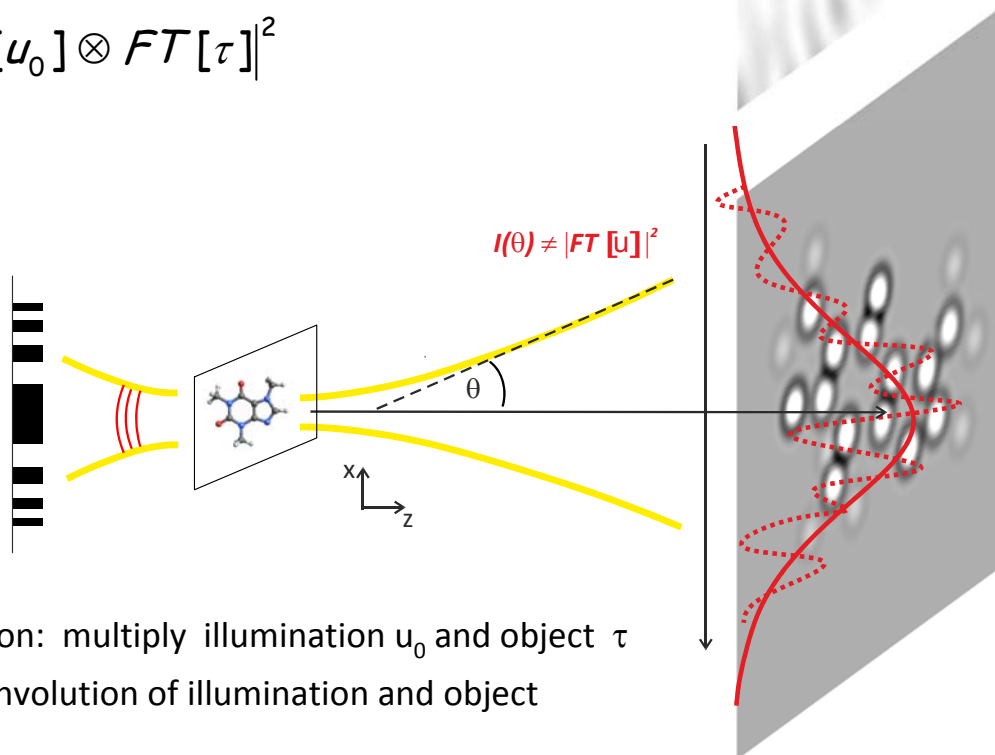 [u₀] ⊗ FT [τ]|²
I(θ) ≠ |FT [u]|²
θ
x
z
on: multiply illumination u₀ and object τ
nvolution of illumination and object